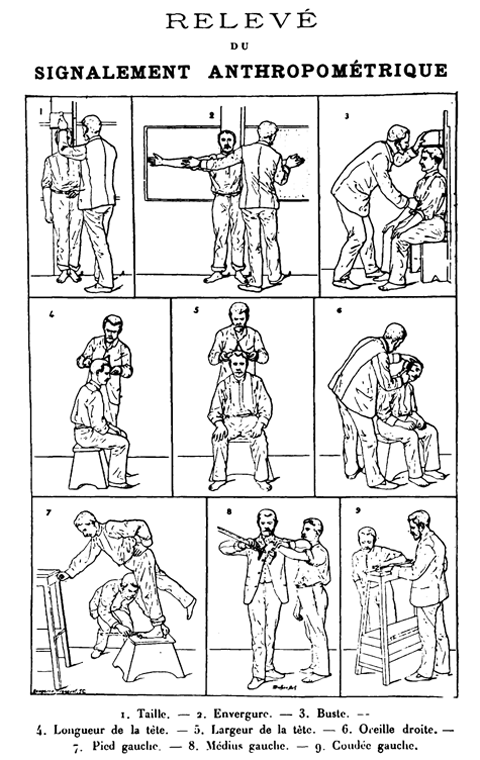 RELEVÉ
DU
SIGNALEMENT ANTHROPOMÉTRIQUE
1
2
3
4
5
6
7
8
9
1. Taille. — 2. Envergure. — 3. Buste. —
4. Longueur de la tête. — 5. Largeur de la tête. — 6. Oreille droite. —
7. Pied gauche. — 8. Médius gauche. — 9. Coudée gauche.